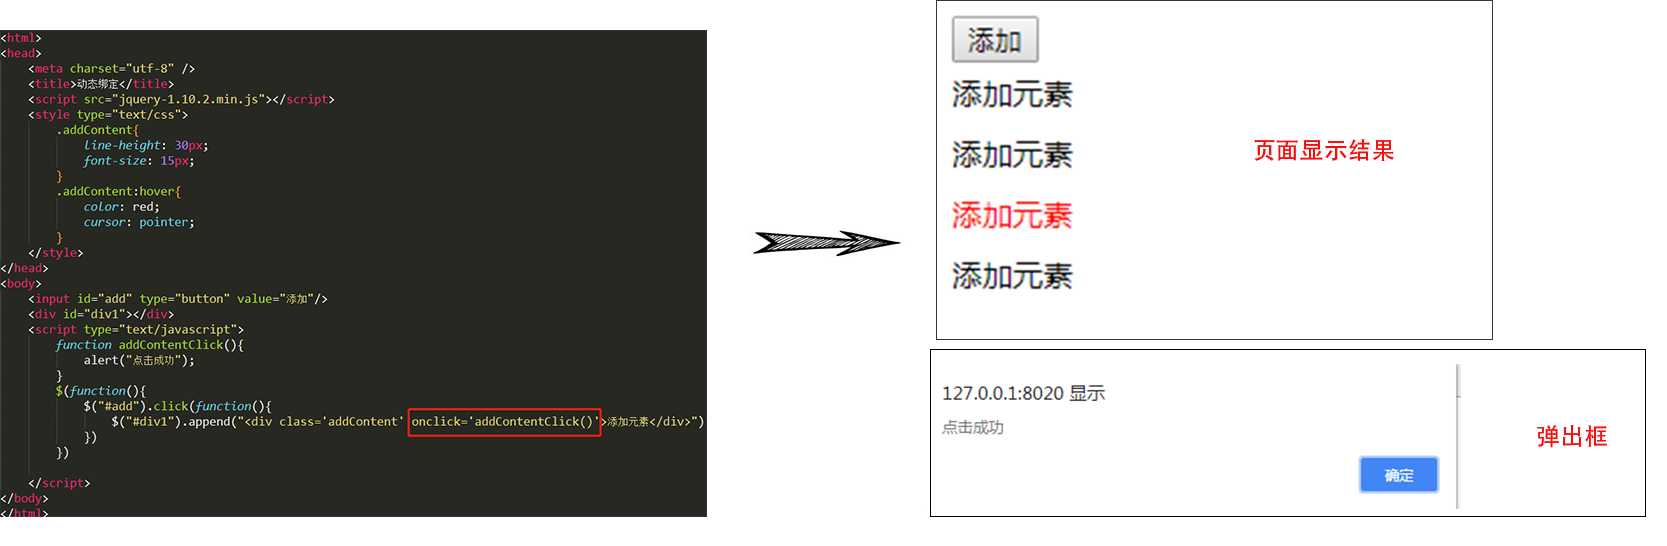 <html>
<head>
    <meta charset="utf-8" />
    <title>动态绑定</title>
    <script src="jquery-1.10.2.min.js"></script>
    <style type="text/css">
        .addContent{
            line-height: 30px;
            font-size: 15px;
        }
        .addContent:hover{
            color: red;
            cursor: pointer;
        }
    </style>
</head>
<body>
    <input id="add" type="button" value="添加"/>
    <div id="div1"></div>
    <script type="text/javascript">
        function addContentClick(){
            alert("点击成功");
        }
        $(function(){
            $("#add").click(function(){
                $("#div1").append("<div class='addContent' onclick='addContentClick()'>添加元素</div>")
            })
        })
    </script>
</body>
</html>
添加
添加元素
添加元素
添加元素
添加元素
页面显示结果
127.0.0.1:8020 显示
点击成功
确定
弹出框